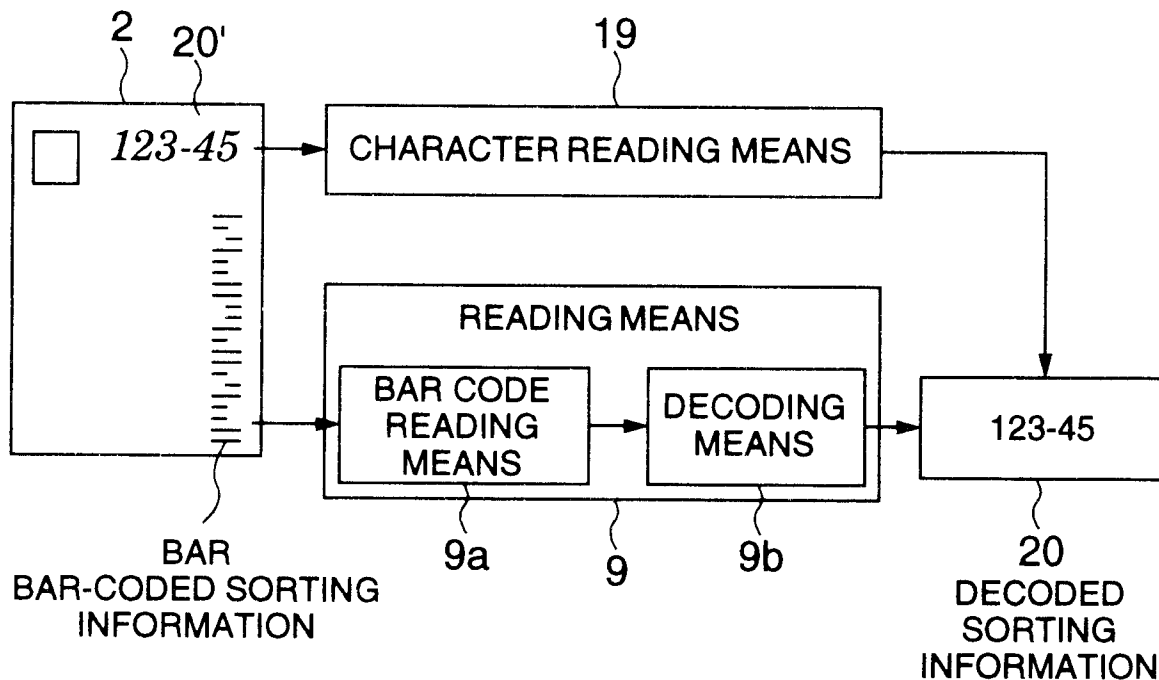 2
20'
19
123-45
CHARACTER READING MEANS
READING MEANS
BAR CODE
READING
MEANS
DECODING
MEANS
123-45
9a
9
9b
20
BAR
BAR-CODED SORTING
INFORMATION
DECODED
SORTING
INFORMATION